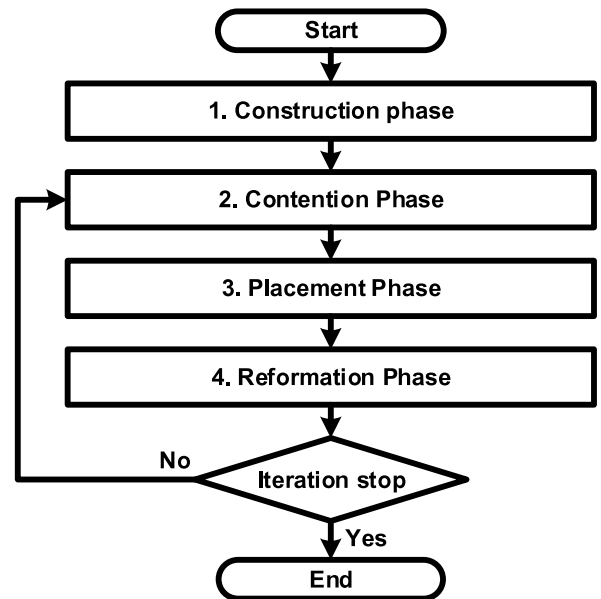 Start
1. Construction phase
2. Contention Phase
3. Placement Phase
4. Reformation Phase
No
Iteration stop
Yes
End